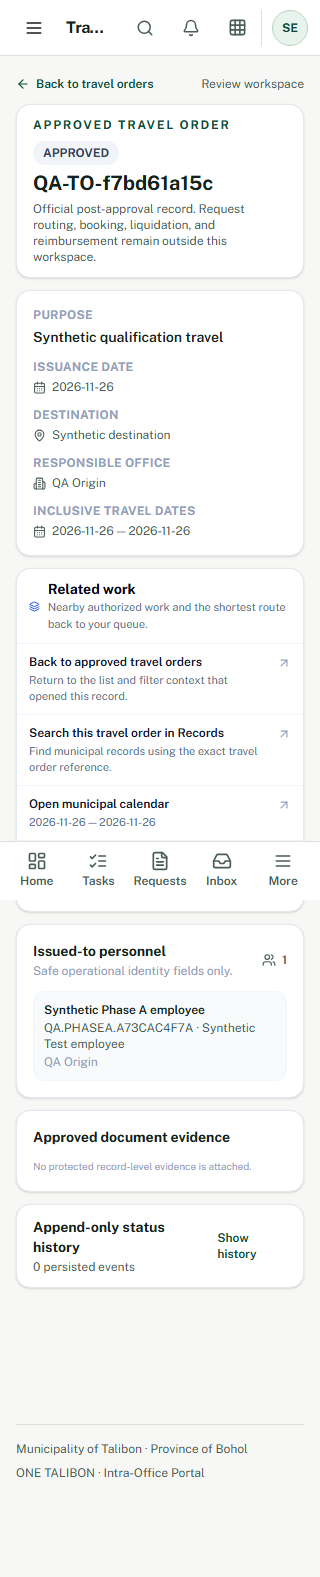 Tra...
SE
Back to travel orders
Review workspace
APPROVED TRAVEL ORDER
APPROVED
QA-TO-f7bd61a15c
Official post-approval record. Request
routing, booking, liquidation, and
reimbursement remain outside this
workspace.
PURPOSE
Synthetic qualification travel
ISSUANCE DATE
2026-11-26
DESTINATION
Synthetic destination
RESPONSIBLE OFFICE
QA Origin
INCLUSIVE TRAVEL DATES
2026-11-26 — 2026-11-26
Related work
Nearby authorized work and the shortest route
back to your queue.
Back to approved travel orders
Return to the list and filter context that
opened this record.
Search this travel order in Records
Find municipal records using the exact travel
order reference.
Open municipal calendar
2026-11-26 — 2026-11-26
Home
Tasks
Requests
Inbox
More
Issued-to personnel
Safe operational identity fields only.
1
Synthetic Phase A employee
QA.PHASEA.A73CAC4F7A · Synthetic
Test employee
QA Origin
Approved document evidence
No protected record-level evidence is attached.
Append-only status
history
0 persisted events
Show
history
Municipality of Talibon · Province of Bohol
ONE TALIBON · Intra-Office Portal